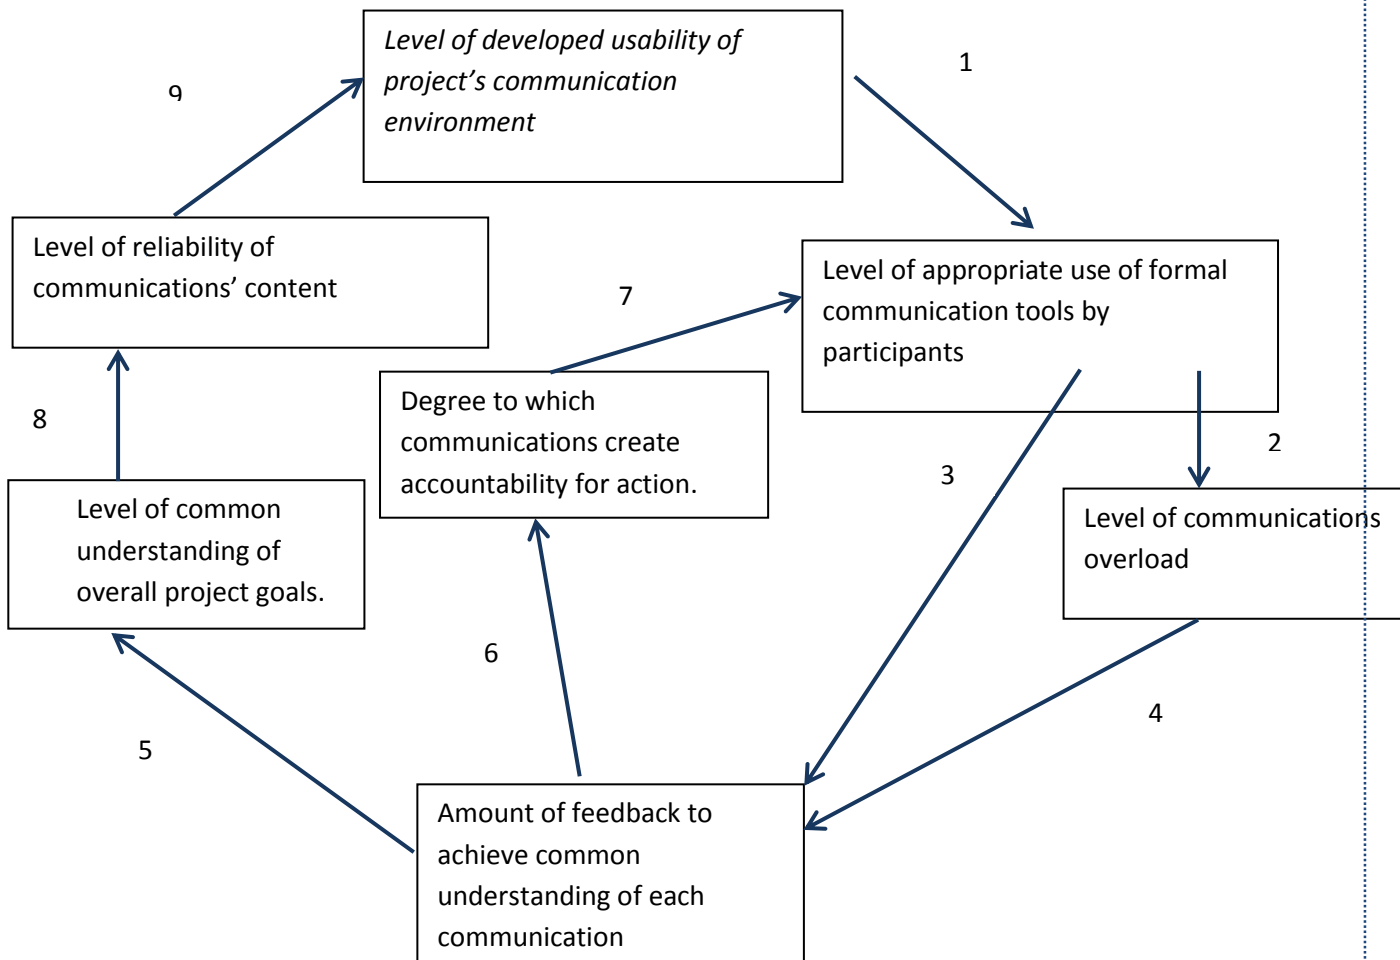 Level of developed usability of
project’s communication
environment
1
9
Level of reliability of
communications’ content
Level of appropriate use of formal
communication tools by
participants
7
Degree to which
communications create
accountability for action.
8
3
2
Level of common
understanding of
overall project goals.
Level of communications
overload
6
4
5
Amount of feedback to
achieve common
understanding of each
communication